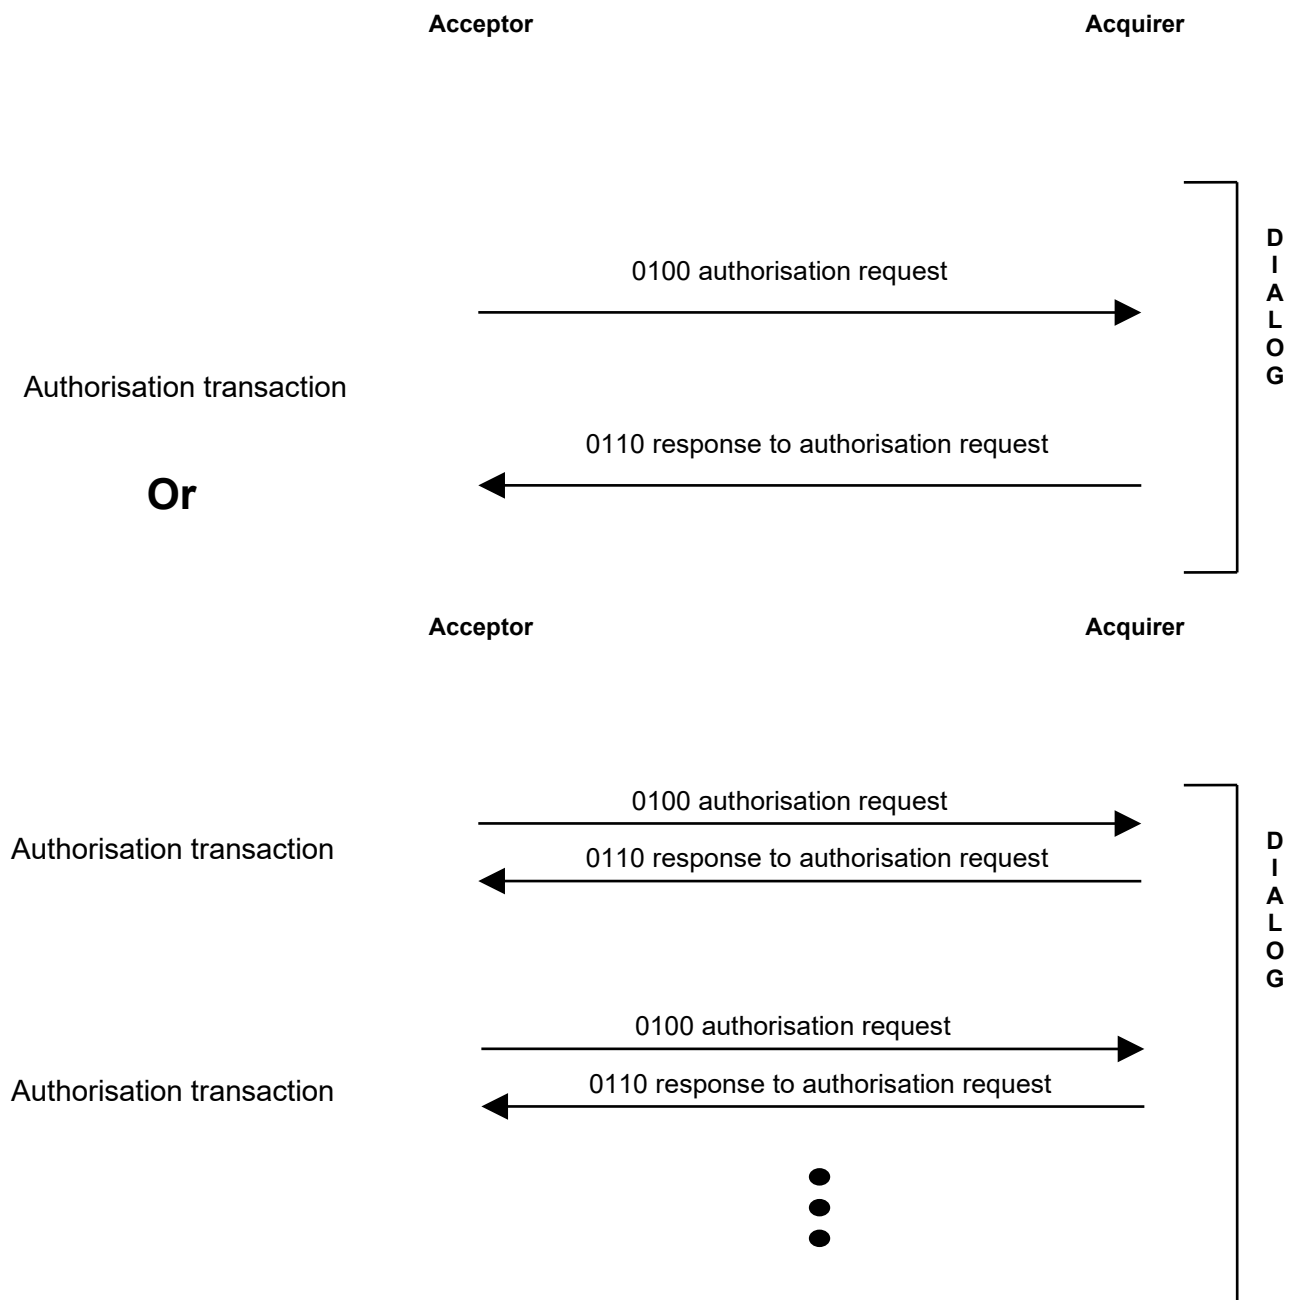 Acceptor Acquirer
0100 authorisation request
Authorisation transaction
0110 response to authorisation request
Or
D
I
A
L
O
G
Acceptor Acquirer
0100 authorisation request
Authorisation transaction
0110 response to authorisation request
0100 authorisation request
Authorisation transaction
0110 response to authorisation request
D
I
A
L
O
G